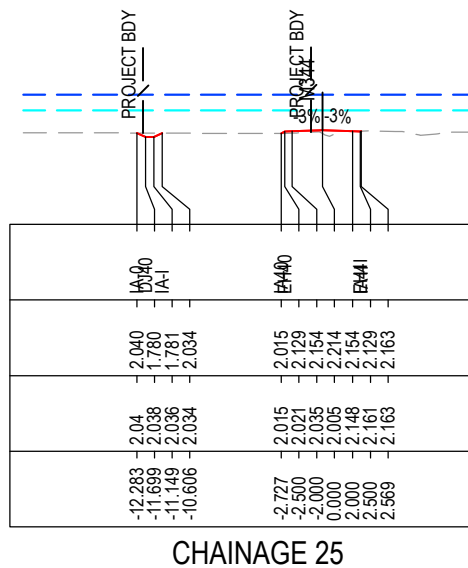 PROJECT BDY
PROJECT BDY
-3% -3%
DJ40
IA-I
2.040 1.780 1.781 2.034 2.015 2.129 2.154 2.214 2.154 2.129 2.163
2.04 2.038 2.036 2.034 2.015 2.021 2.035 2.005 2.148 2.161 2.163
-12.283 -11.699 -11.149 -10.606 -2.727 -2.500 -2.000 0.000 2.000 2.500 2.569
CHAINAGE 25